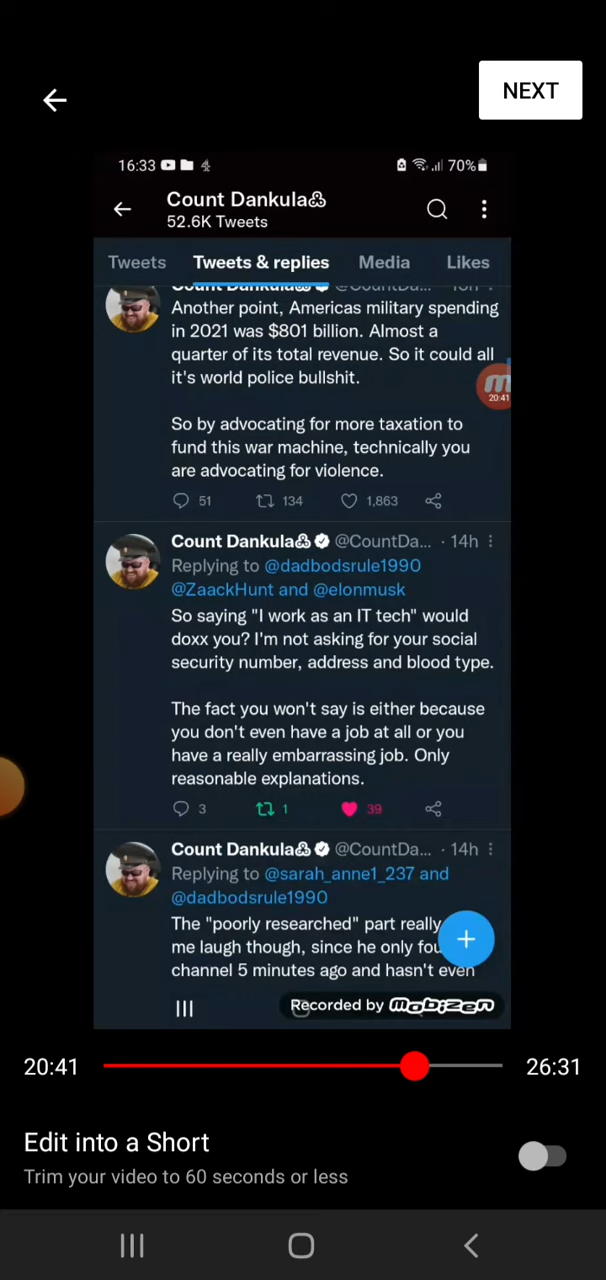 NEXT
16:33
70%
Count Dankula
52.6K Tweets
Tweets
Tweets & replies
Media
Likes
Count Dankula @CountDa... 15h
Another point, Americas military spending
in 2021 was $801 billion. Almost a
quarter of its total revenue. So it could all
it's world police bullshit.
20:41
So by advocating for more taxation to
fund this war machine, technically you
are advocating for violence.
51 134 1,863
Count Dankula @CountDa... · 14h
Replying to @dadbodsrule1990
@ZaackHunt and @elonmusk
So saying "I work as an IT tech" would
doxx you? I'm not asking for your social
security number, address and blood type.
The fact you won't say is either because
you don't even have a job at all or you
have a really embarrassing job. Only
reasonable explanations.
3 1 39
Count Dankula @CountDa... · 14h
Replying to @sarah_anne1_237 and
@dadbodsrule1990
The "poorly researched" part really
me laugh though, since he only fou
channel 5 minutes ago and hasn't even
Recorded by mobizen
20:41
26:31
Edit into a Short
Trim your video to 60 seconds or less